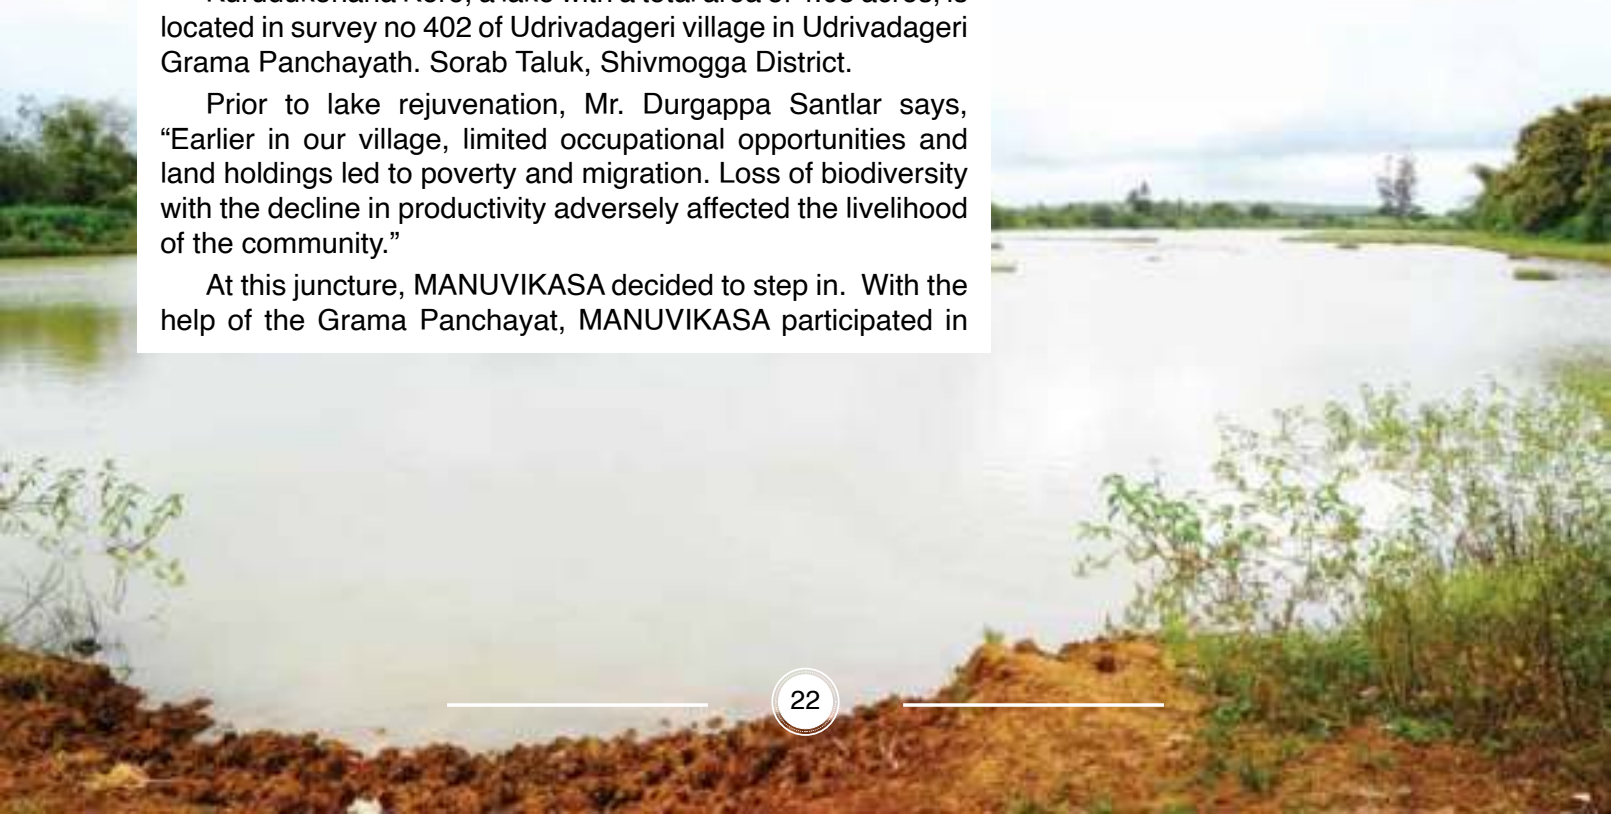 located in survey no 402 of Udrivadageri village in Udrivadageri
Grama Panchayath. Sorab Taluk, Shivmogga District.
Prior to lake rejuvenation, Mr. Durgappa Santlar says,
“Earlier in our village, limited occupational opportunities and
land holdings led to poverty and migration. Loss of biodiversity
with the decline in productivity adversely affected the livelihood
of the community.”
At this juncture, MANUVIKASA decided to step in.  With the
help of the Grama Panchayat, MANUVIKASA participated in
22